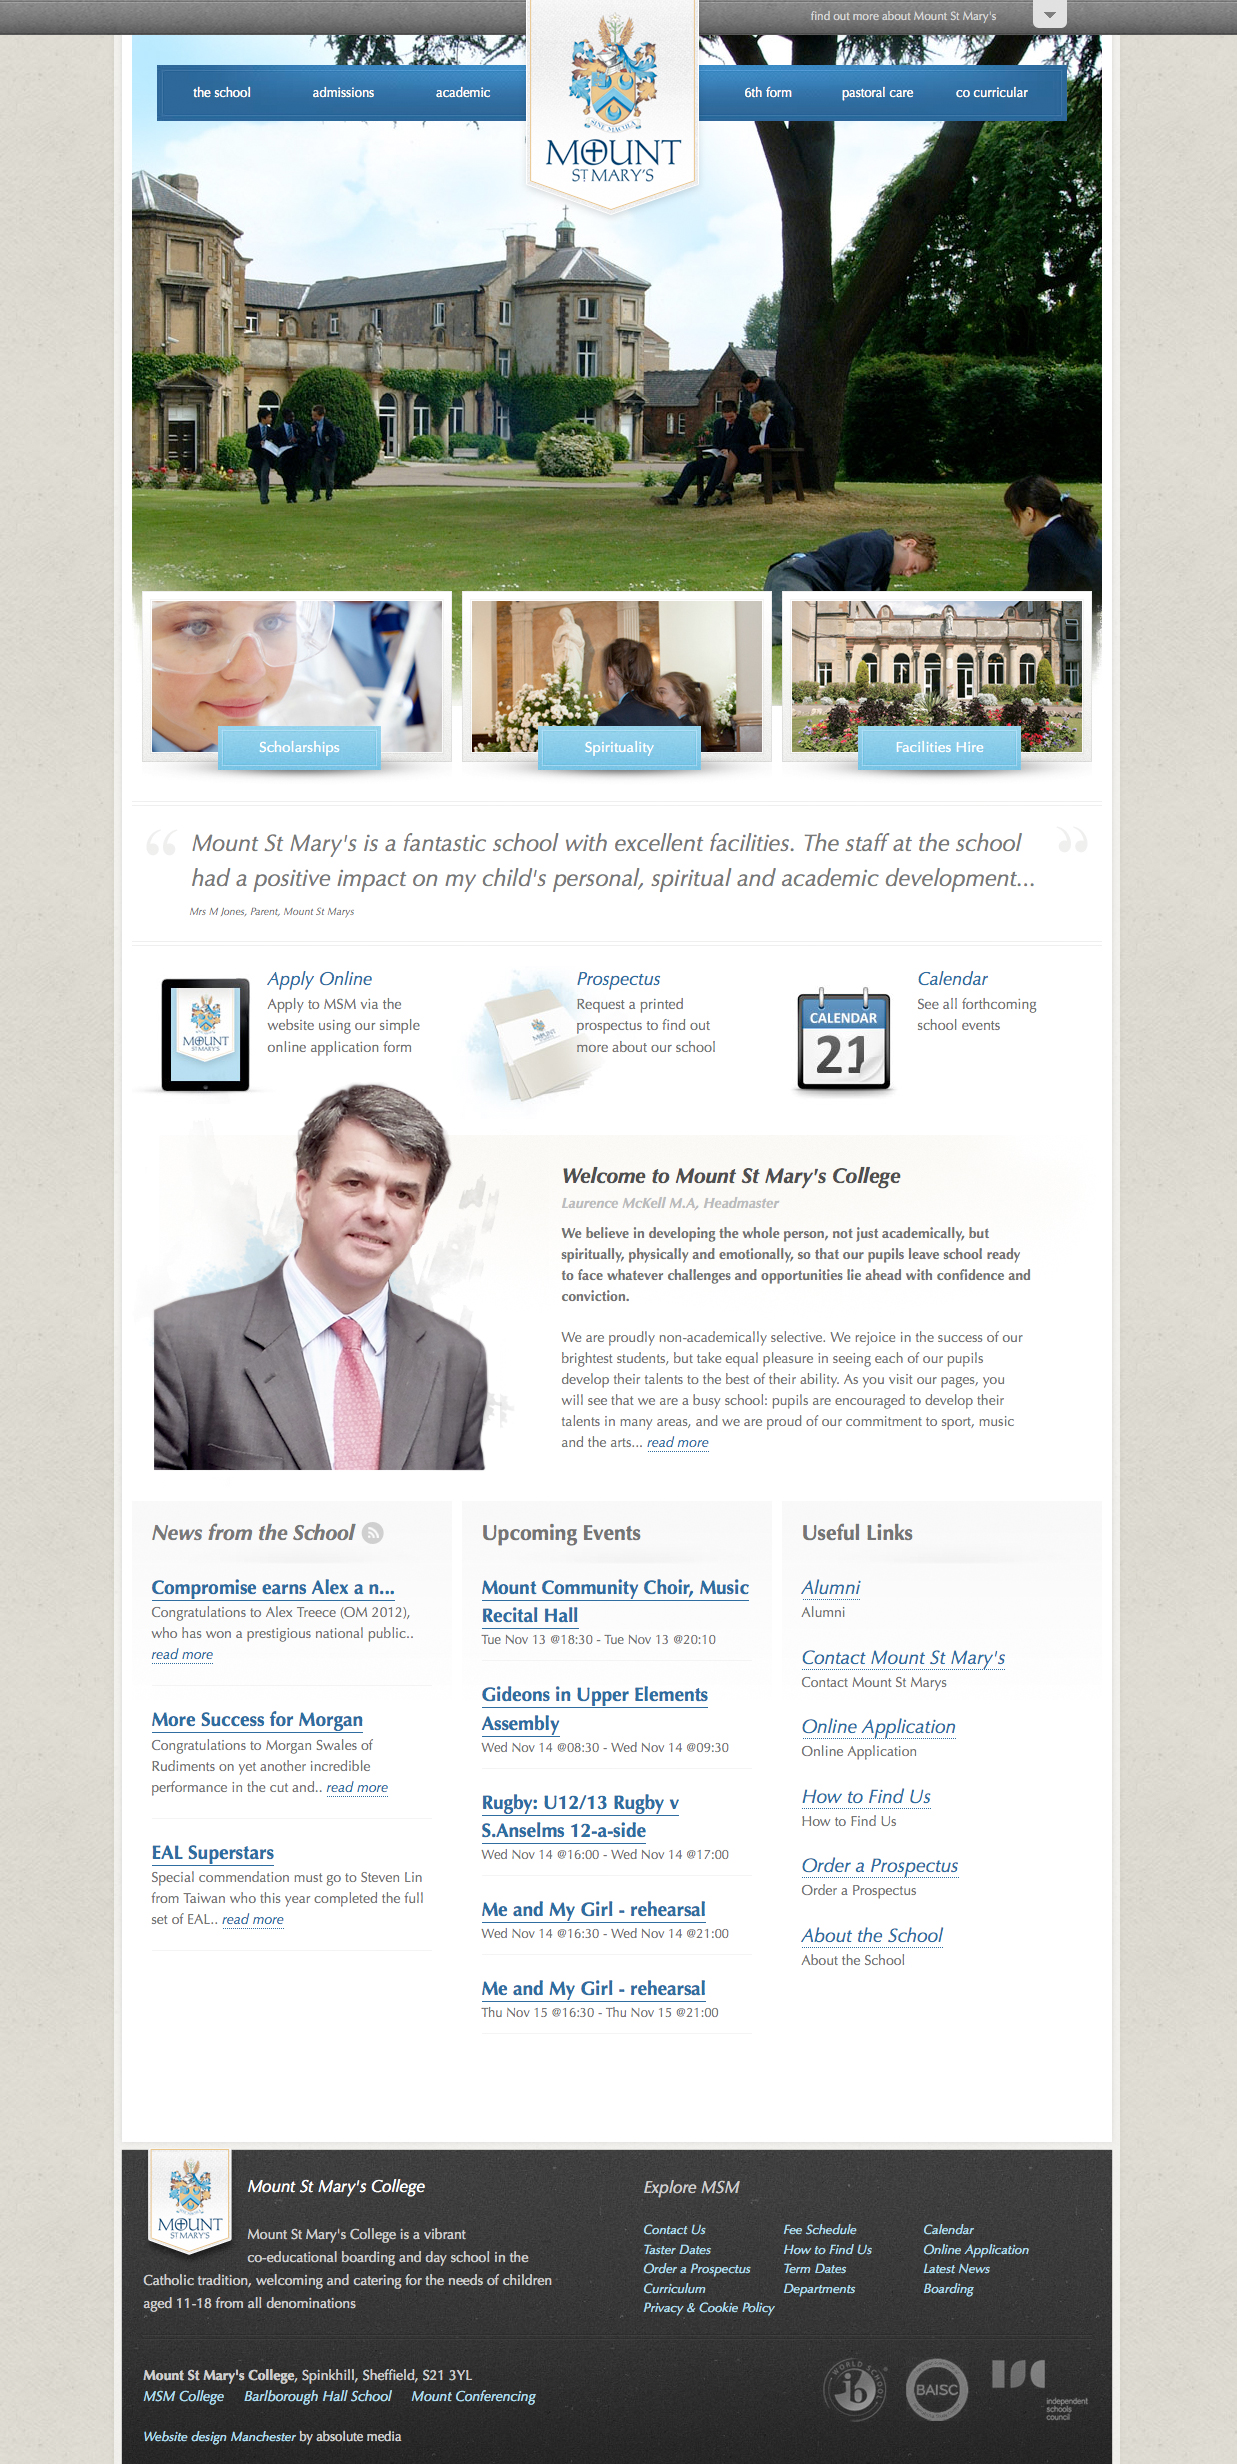 find out more about Mount St Mary's
the school
admissions
academic
SINE MACULA
MOUNT
ST MARY'S
6th form
pastoral care
co curricular
Scholarships
Spirituality
Facilities Hire
“ Mount St Mary's is a fantastic school with excellent facilities. The staff at the school ”
had a positive impact on my child's personal, spiritual and academic development...
Mrs M Jones, Parent, Mount St Marys
MOUNT
ST MARY'S
Apply Online
Apply to MSM via the
website using our simple
online application form
MOUNT
Prospectus
Request a printed
prospectus to find out
more about our school
CALENDAR
21
Calendar
See all forthcoming
school events
Welcome to Mount St Mary's College
Laurence McKell M.A, Headmaster
We believe in developing the whole person, not just academically, but
spiritually, physically and emotionally, so that our pupils leave school ready
to face whatever challenges and opportunities lie ahead with confidence and
conviction.
We are proudly non-academically selective. We rejoice in the success of our
brightest students, but take equal pleasure in seeing each of our pupils
develop their talents to the best of their ability. As you visit our pages, you
will see that we are a busy school: pupils are encouraged to develop their
talents in many areas, and we are proud of our commitment to sport, music
and the arts... read more
News from the School
Compromise earns Alex a n...
Congratulations to Alex Treece (OM 2012),
who has won a prestigious national public..
read more
More Success for Morgan
Congratulations to Morgan Swales of
Rudiments on yet another incredible
performance in the cut and.. read more
EAL Superstars
Special commendation must go to Steven Lin
from Taiwan who this year completed the full
set of EAL.. read more
Upcoming Events
Mount Community Choir, Music
Recital Hall
Tue Nov 13 @18:30 - Tue Nov 13 @20:10
Gideons in Upper Elements
Assembly
Wed Nov 14 @08:30 - Wed Nov 14 @09:30
Rugby: U12/13 Rugby v
S.Anselms 12-a-side
Wed Nov 14 @16:00 - Wed Nov 14 @17:00
Me and My Girl - rehearsal
Wed Nov 14 @16:30 - Wed Nov 14 @21:00
Me and My Girl - rehearsal
Thu Nov 15 @16:30 - Thu Nov 15 @21:00
Useful Links
Alumni
Alumni
Contact Mount St Mary's
Contact Mount St Marys
Online Application
Online Application
How to Find Us
How to Find Us
Order a Prospectus
Order a Prospectus
About the School
About the School
MOUNT
ST MARY'S
Mount St Mary's College
Mount St Mary's College is a vibrant
co-educational boarding and day school in the
Catholic tradition, welcoming and catering for the needs of children
aged 11-18 from all denominations
Explore MSM
Contact Us
Taster Dates
Order a Prospectus
Curriculum
Privacy & Cookie Policy
Fee Schedule
How to Find Us
Term Dates
Departments
Calendar
Online Application
Latest News
Boarding
Mount St Mary's College, Spinkhill, Sheffield, S21 3YL
MSM College
Barlborough Hall School
Mount Conferencing
Website design Manchester by absolute media
WORLD SCHOOL
ib
BAISC
isc
independent
schools
council